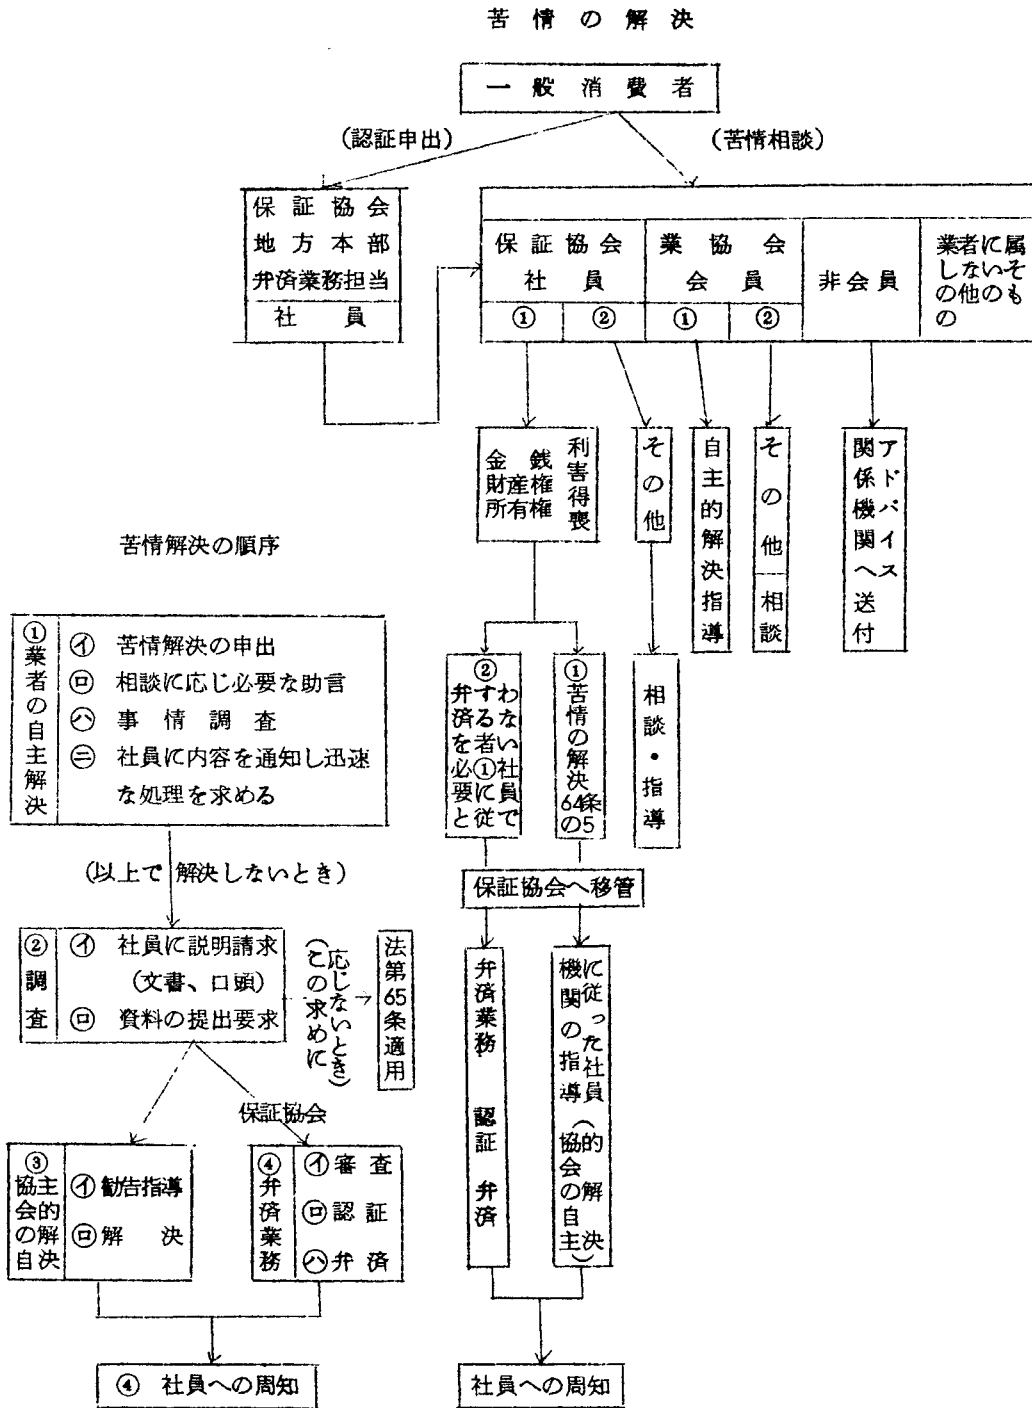 苦情の解決
一般消費者
(認証申出)
(苦情相談)
保証協会
地方本部
弁済業務担当
社員
保証協会
社員
① ②
業協会
会員
① ②
非会員
業者に属
しないそ
の他のも
の
金銭
財産権
所有権
利害得喪
その他
自主的解決指導
その他
相談
アドバイス
関係機関へ送付
苦情解決の順序
①業者の自主解決
㋑ 苦情解決の申出
㋺ 相談に応じ必要な助言
㋩ 事情調査
㋥ 社員に内容を通知し迅速
な処理を求める
②
わない社員で
する者①に従
弁済を必要と
①苦情の解決
64条の5
相談・指導
(以上で解決しないとき)
保証協会へ移管
②調査
㋑ 社員に説明請求
(文書、口頭)
㋺ 資料の提出要求
(この求めに
応じないとき)
法第65条適用
弁済業務 認証 弁済
に従った社員(的解決)
機関の指導(協会の自主
保証協会
③
協会の自
主的解決
㋑ 勧告指導
㋺ 解決
④弁済業務
㋑ 審査
㋺ 認証
㋩ 弁済
④ 社員への周知
社員への周知